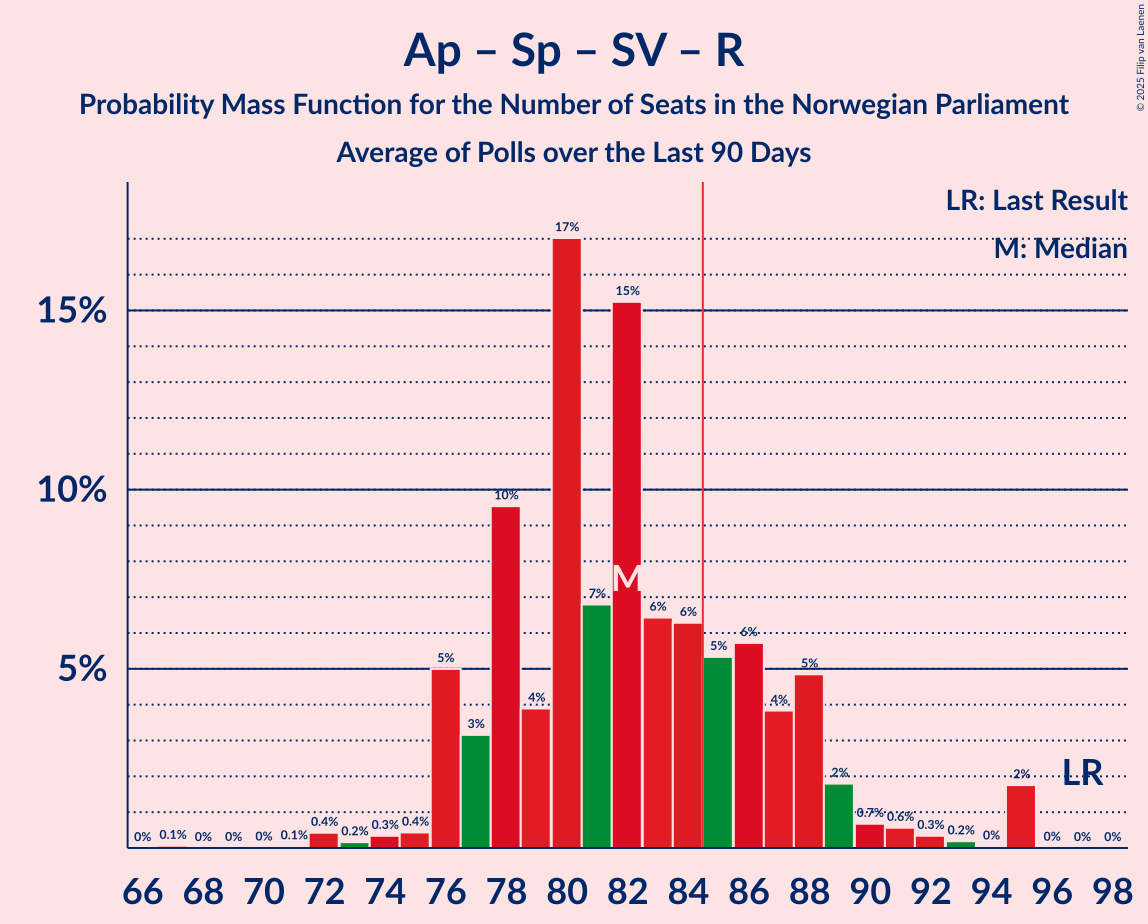 Ap – Sp – SV – R
Probability Mass Function for the Number of Seats in the Norwegian Parliament
Average of Polls over the Last 90 Days
© 2025 Filip van Laenen
LR: Last Result
M: Median
15%
10%
5%
0% 0.1% 0% 0% 0% 0.1% 0.4% 0.2% 0.3% 0.4% 5% 3% 10% 4% 17% 7% 15% 6% 6% 5% 6% 4% 5% 2% 0.7% 0.6% 0.3% 0.2% 0% 2% 0% 0% 0%
M
LR
66 68 70 72 74 76 78 80 82 84 86 88 90 92 94 96 98